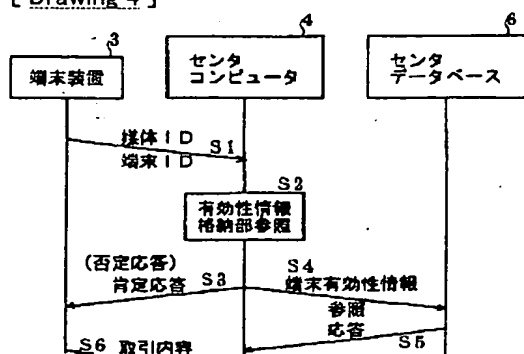 [ Drawing 4 ]
3
4
6
端末装置
センタ
コンピュータ
センタ
データベース
媒体ID
S1
端末ID
S2
有効性情報
格納部参照
(否定応答)
肯定応答 S3
S4
端末有効性情報
参照
応答
S5
S6 取引内容